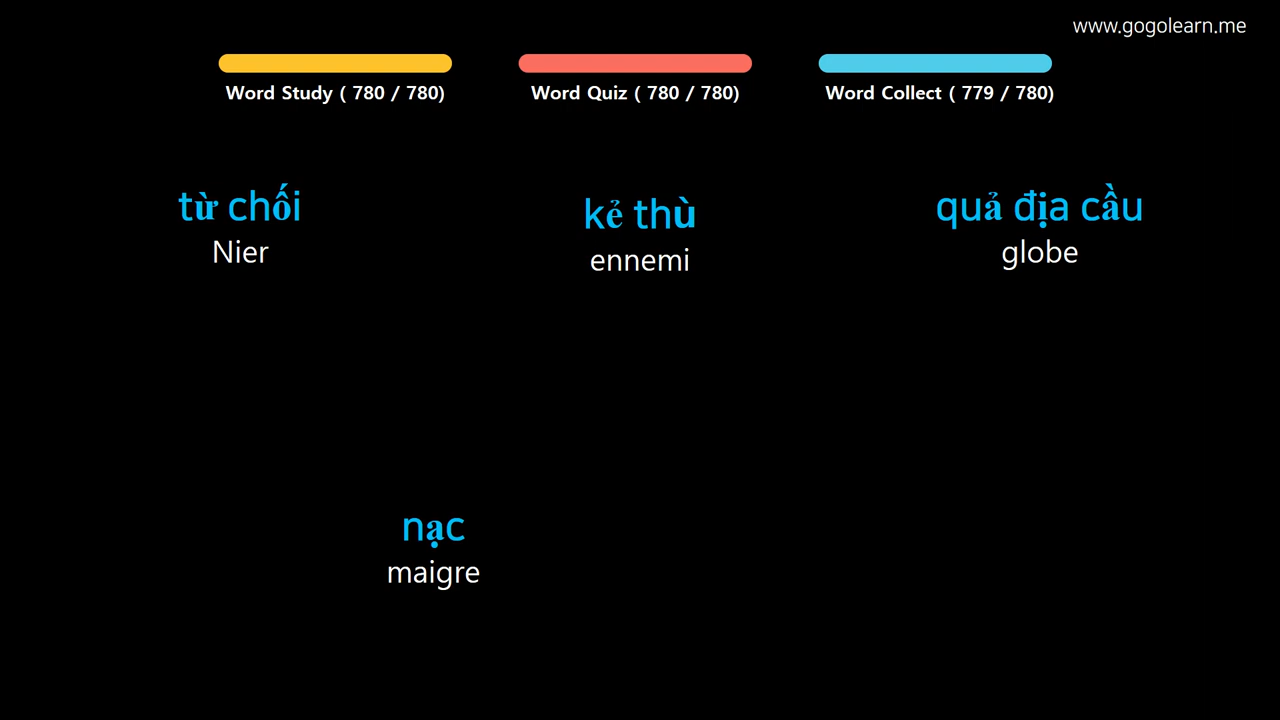 www.gogolearn.me
Word Study ( 780 / 780)
Word Quiz ( 780 / 780)
Word Collect ( 779 / 780)
từ chối
Nier
kẻ thù
ennemi
quả địa cầu
globe
nạc
maigre